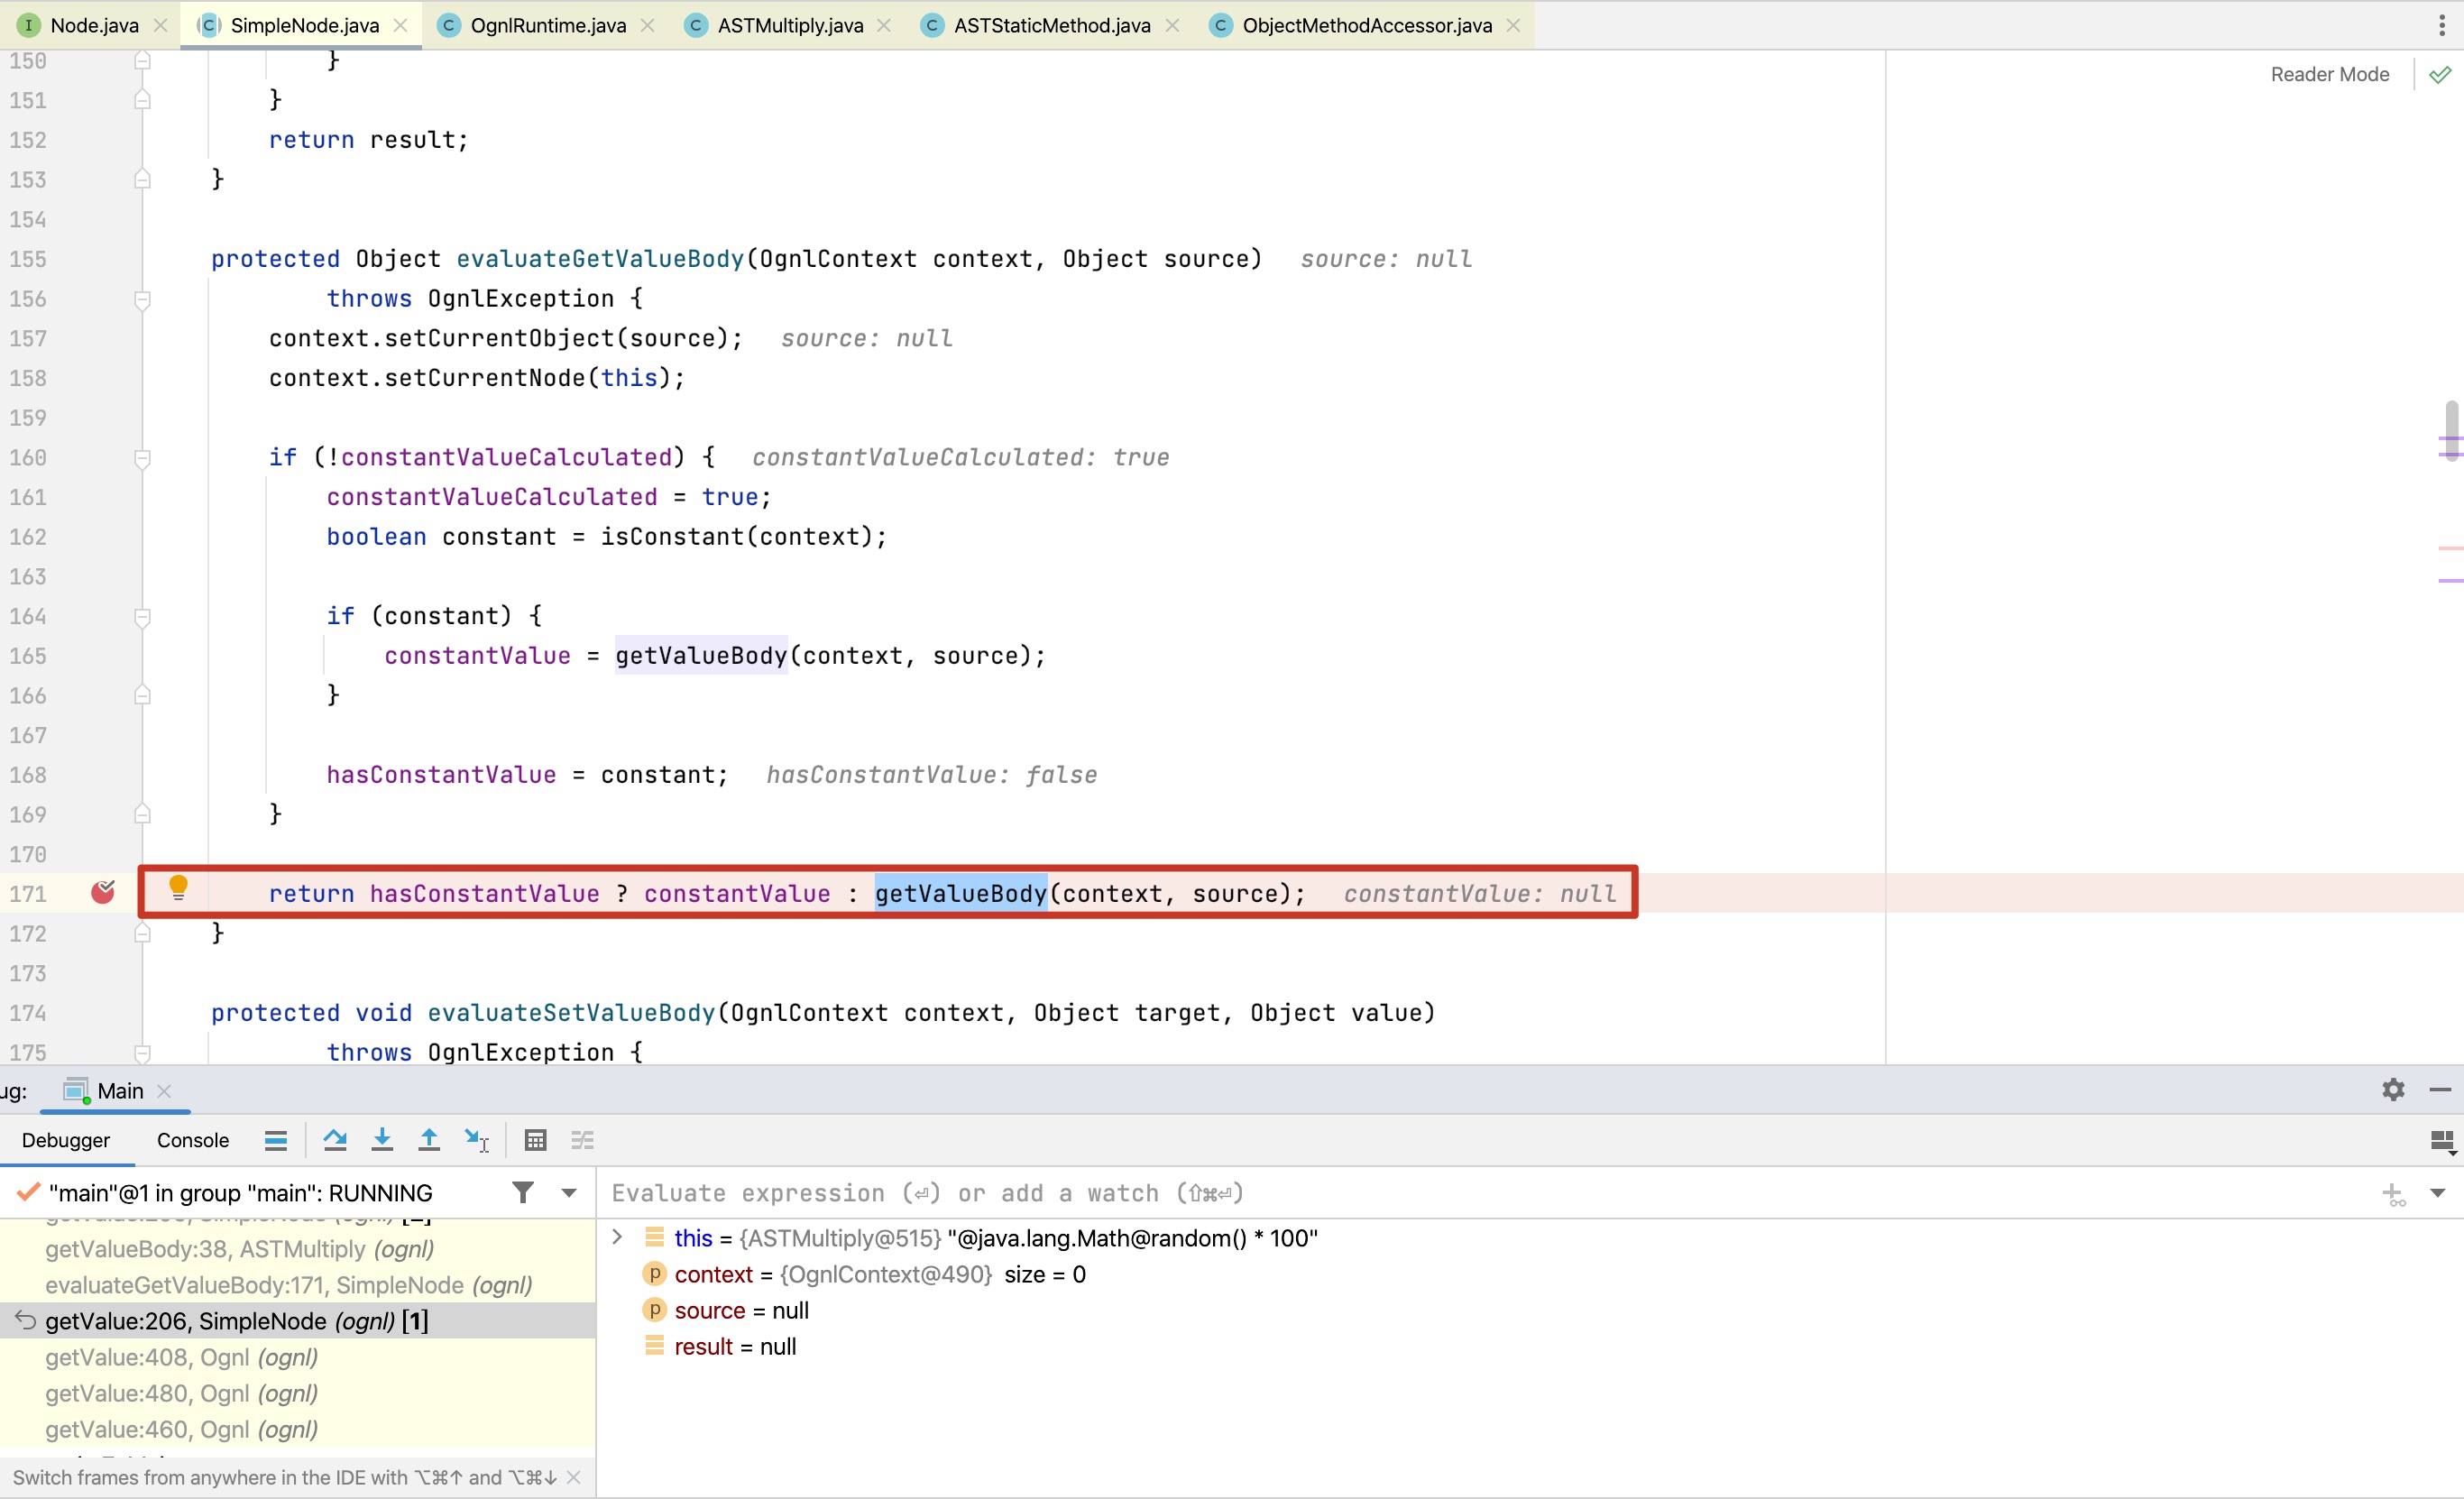 Node.java SimpleNode.java OgnlRuntime.java ASTMultiply.java ASTStaticMethod.java ObjectMethodAccessor.java
Reader Mode
150 }
151 }
152 return result;
153 }
154
155 protected Object evaluateGetValueBody(OgnlContext context, Object source) source: null
156 throws OgnlException {
157 context.setCurrentObject(source); source: null
158 context.setCurrentNode(this);
159
160 if (!constantValueCalculated) { constantValueCalculated: true
161 constantValueCalculated = true;
162 boolean constant = isConstant(context);
163
164 if (constant) {
165 constantValue = getValueBody(context, source);
166 }
167
168 hasConstantValue = constant; hasConstantValue: false
169 }
170
171 return hasConstantValue ? constantValue : getValueBody(context, source); constantValue: null
172 }
173
174 protected void evaluateSetValueBody(OgnlContext context, Object target, Object value)
175 throws OgnlException {
ug: Main
Debugger Console
"main"@1 in group "main": RUNNING
Evaluate expression (⏎) or add a watch (⇧⌘⏎)
getValueBody:38, ASTMultiply (ognl)
evaluateGetValueBody:171, SimpleNode (ognl)
getValue:206, SimpleNode (ognl) [1]
getValue:408, Ognl (ognl)
getValue:480, Ognl (ognl)
getValue:460, Ognl (ognl)
Switch frames from anywhere in the IDE with ⌥⌘↑ and ⌥⌘↓
this = {ASTMultiply@515} "@java.lang.Math@random() * 100"
context = {OgnlContext@490} size = 0
source = null
result = null